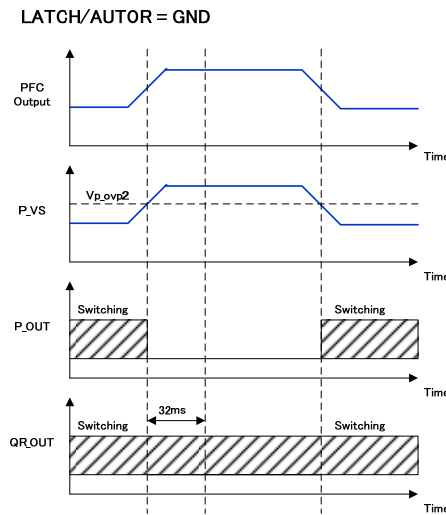 LATCH/AUTOR = GND
PFC
Output
Time
Vp_ovp2
P_VS
Time
Switching
Switching
P_OUT
Time
32ms
Switching
Switching
QR_OUT
Time